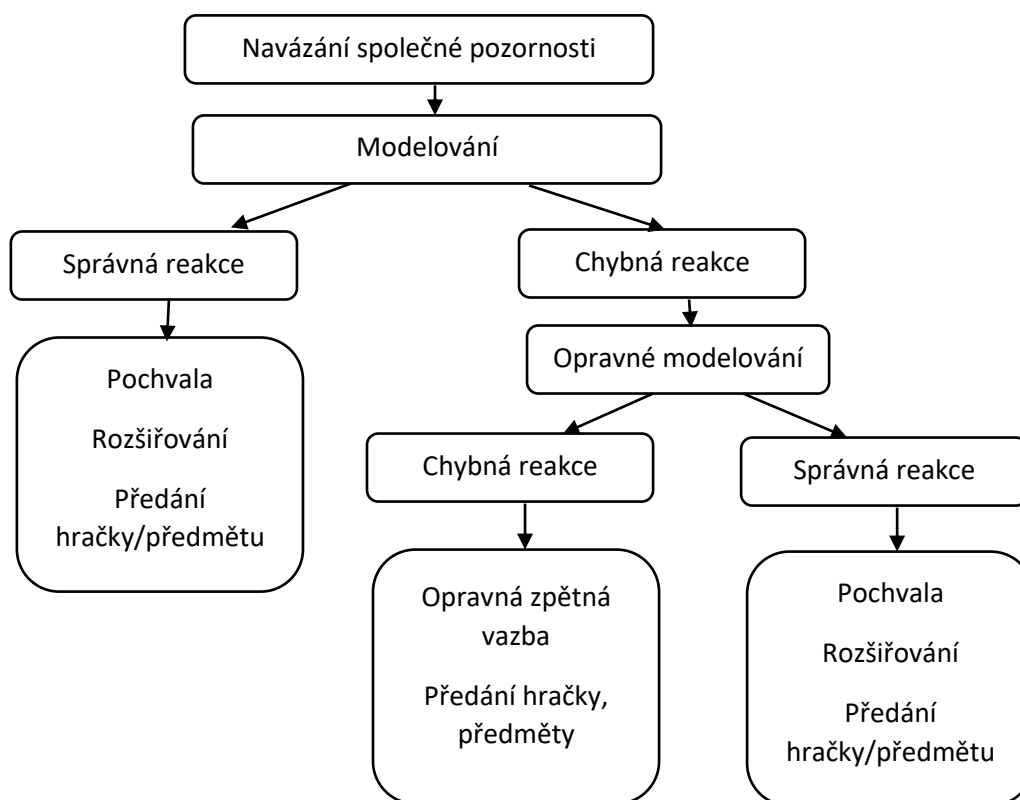 Navázání společné pozornosti
Modelování
Správná reakce
Chybná reakce
Pochvala
Rozšiřování
Předání
hračky/předmětu
Opravné modelování
Chybná reakce
Správná reakce
Opravná zpětná
vazba
Předání hračky,
předměty
Pochvala
Rozšiřování
Předání
hračky/předmětu